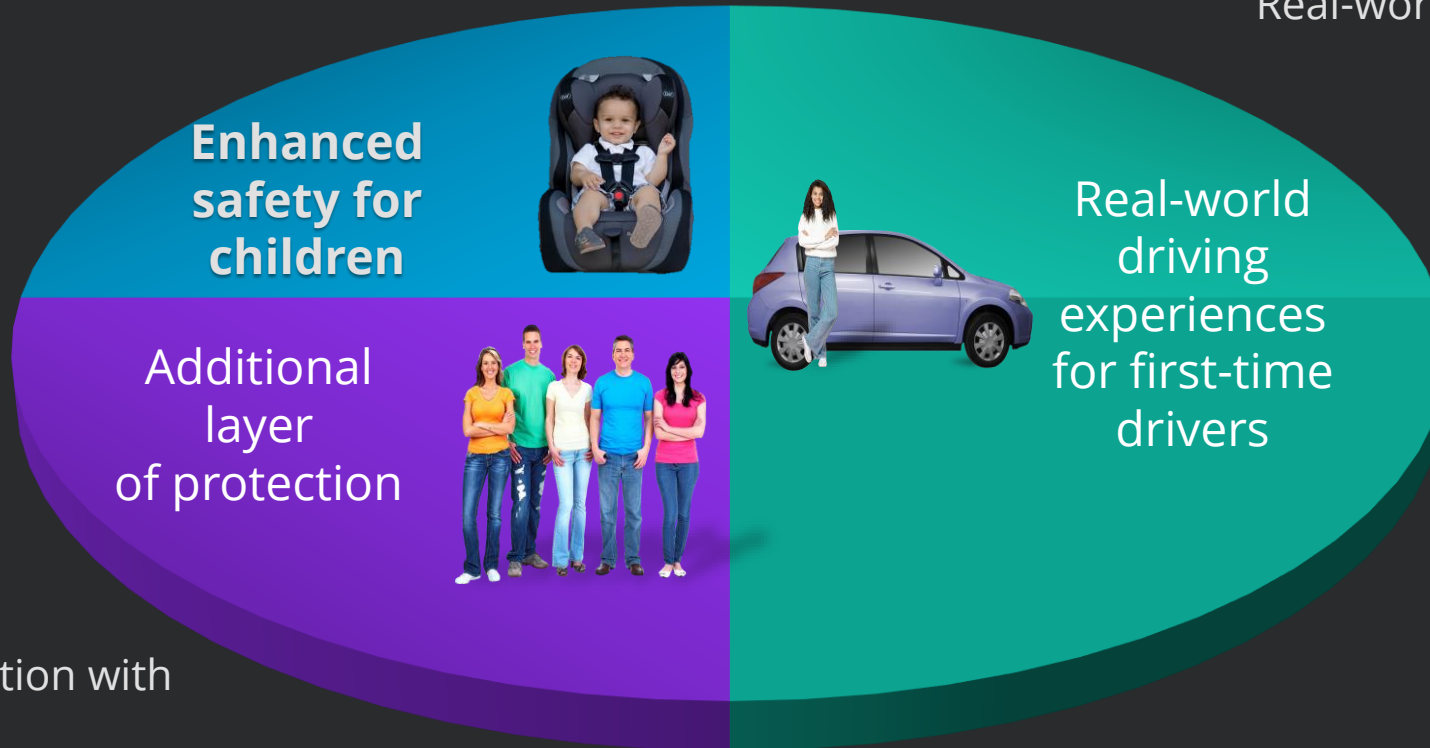 Enhanced
safety for
children
Additional
layer
of protection
Real-world
driving
experiences
for first-time
drivers
tion with